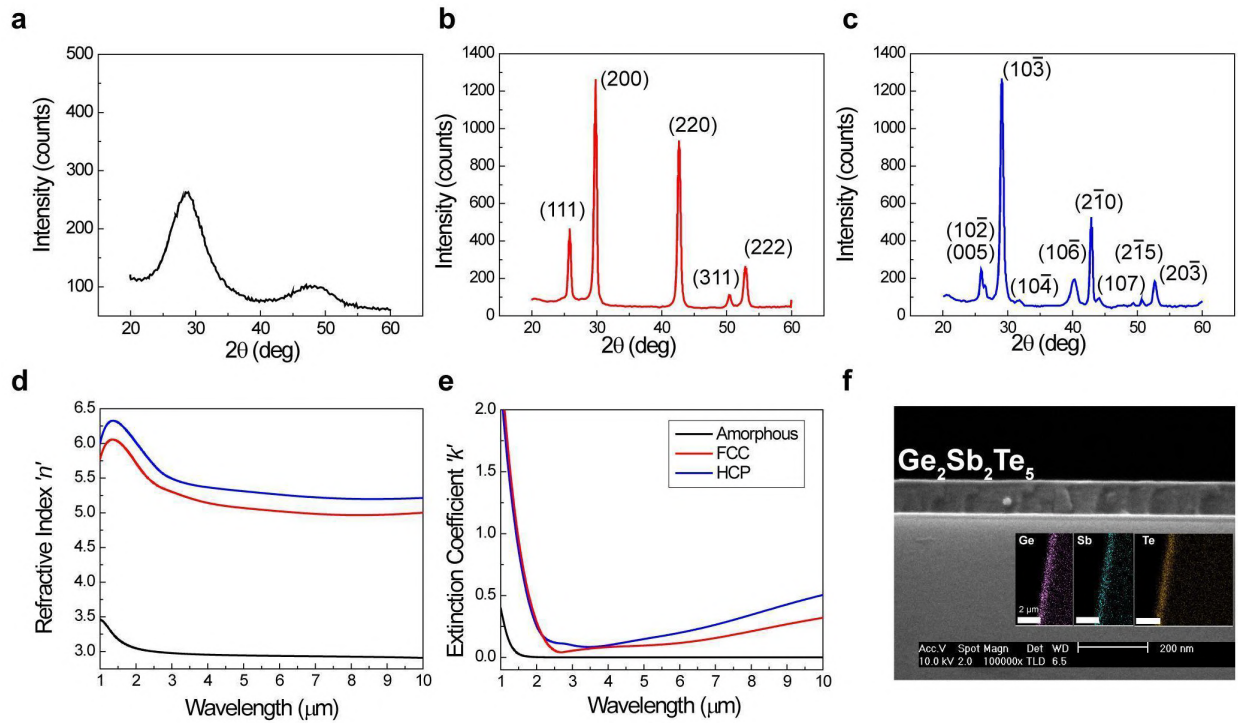 a
500
400
300
200
100
20 30 40 50 60
Intensity (counts)
2θ (deg)
b
1400
1200
1000
800
600
400
200
0
20 30 40 50 60
Intensity (counts)
2θ (deg)
(111)
(200)
(220)
(311)
(222)
c
1400
1200
1000
800
600
400
200
0
20 30 40 50 60
Intensity (counts)
2θ (deg)
(103̅)
(102̅)
(005)
(104̅)
(106̅)
(21̅0)
(107)
(21̅5)
(203̅)
d
6.5
6.0
5.5
5.0
4.5
4.0
3.5
3.0
1 2 3 4 5 6 7 8 9 10
Refractive Index 'n'
Wavelength (μm)
e
2.0
1.5
1.0
0.5
0.0
1 2 3 4 5 6 7 8 9 10
Extinction Coefficient 'k'
Wavelength (μm)
Amorphous
FCC
HCP
f
Ge₂Sb₂Te₅
Ge Sb Te
2 μm
Acc.V Spot Magn Det WD
10.0 kV 2.0 100000x TLD 6.5 200 nm